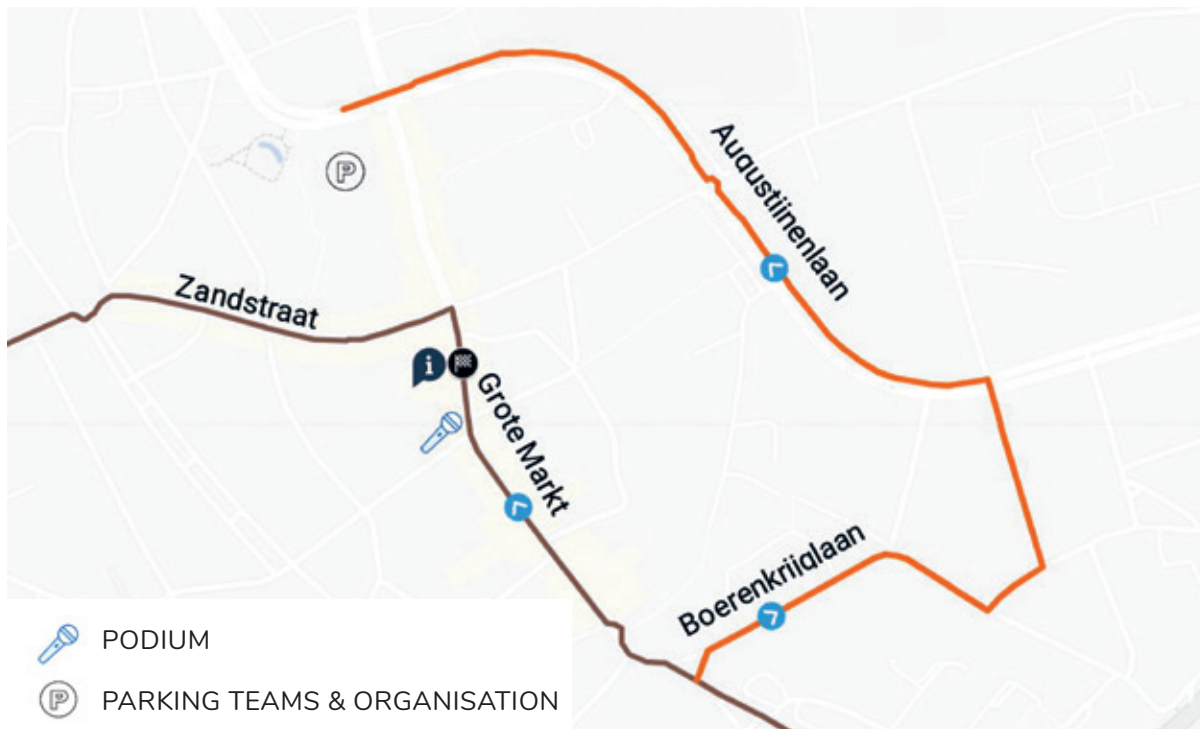 Augustijnenlaan
Zandstraat
Grote Markt
Boerenkrijglaan
PODIUM
PARKING TEAMS & ORGANISATION
P
P
i